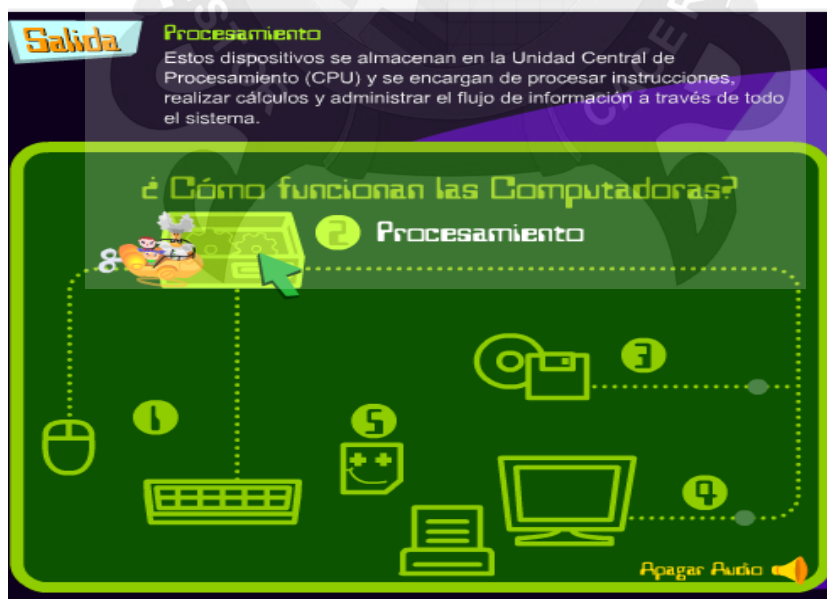 Salida
Procesamiento
Estos dispositivos se almacenan en la Unidad Central de
Procesamiento (CPU) y se encargan de procesar instrucciones,
realizar cálculos y administrar el flujo de información a través de todo
el sistema.
¿ Cómo funcionan las Computadoras?
2 Procesamiento
3
1
5
4
Apagar Audio